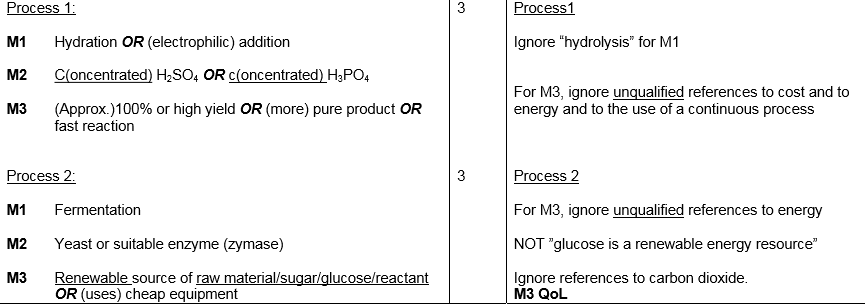 Process 1:
3
Process1
M1 Hydration OR (electrophilic) addition
Ignore “hydrolysis” for M1
M2 C(oncentrated) H₂SO₄ OR c(oncentrated) H₃PO₄
M3 (Approx.)100% or high yield OR (more) pure product OR
fast reaction
For M3, ignore unqualified references to cost and to
energy and to the use of a continuous process
Process 2:
3
Process 2
M1 Fermentation
For M3, ignore unqualified references to energy
M2 Yeast or suitable enzyme (zymase)
NOT ”glucose is a renewable energy resource”
M3 Renewable source of raw material/sugar/glucose/reactant
OR (uses) cheap equipment
Ignore references to carbon dioxide.
M3 QoL